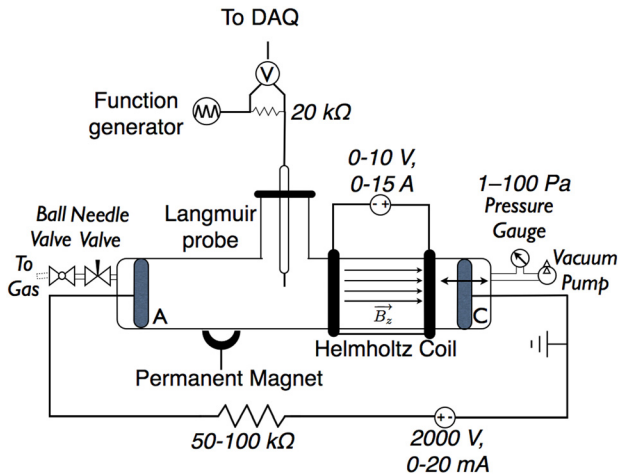 To DAQ
V
Function
generator
20 kΩ
0-10 V,
0-15 A
- +
1–100 Pa
Pressure
Gauge
Ball Needle
Valve Valve
Langmuir
probe
To
Gas
Vacuum
Pump
A
B⃗z
C
Helmholtz Coil
Permanent Magnet
50-100 kΩ
+ -
2000 V,
0-20 mA